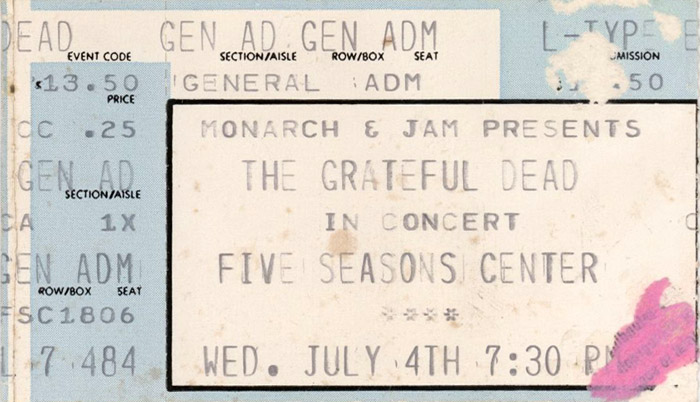 DEAD GEN AD GEN ADM L-TYPE E
EVENT CODE SECTION/AISLE ROW/BOX SEAT MISSION
$13.50 GENERAL ADM 50
PRICE
CC .25 MONARCH & JAM PRESENTS
GEN AD THE GRATEFUL DEAD
SECTION/AISLE
CA 1X IN CONCERT C
GEN ADM FIVE SEASONS CENTER
ROW/BOX SEAT
FSC1806 ****
L 7 484 WED. JULY 4TH 7:30 P